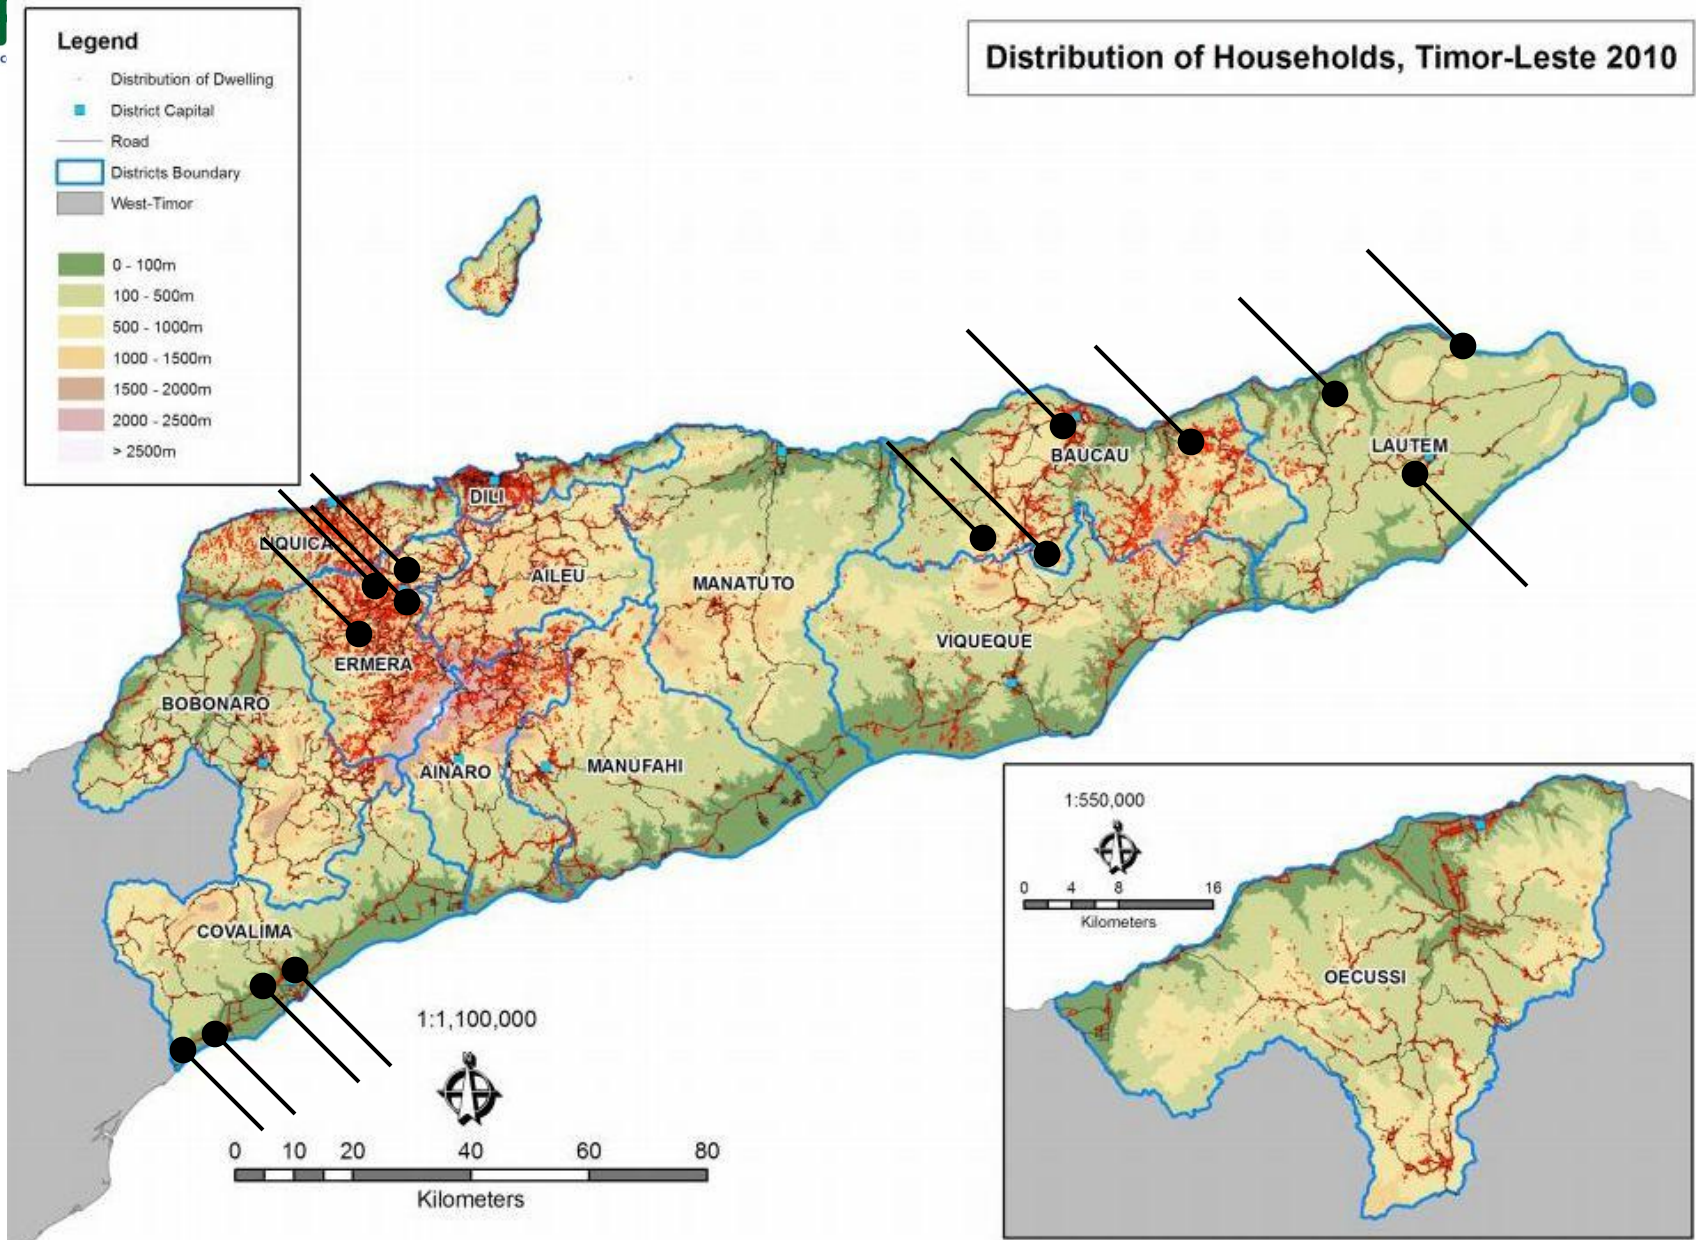 Legend
Distribution of Dwelling
District Capital
Road
Districts Boundary
West-Timor
0 - 100m
100 - 500m
500 - 1000m
1000 - 1500m
1500 - 2000m
2000 - 2500m
> 2500m
Distribution of Households, Timor-Leste 2010
LAUTEM
BAUCAU
DILI
LIQUICA
AILEU
MANATUTO
VIQUEQUE
ERMERA
BOBONARO
AINARO
MANUFAHI
COVALIMA
1:1,100,000
0 10 20 40 60 80
Kilometers
1:550,000
0 4 8 16
Kilometers
OECUSSI